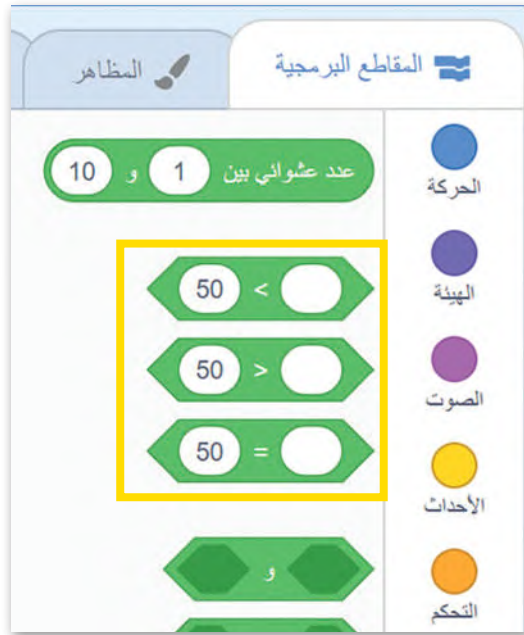 المقاطع البرمجية
المظاهر
الحركة
الهيئة
الصوت
الأحداث
التحكم
عدد عشوائي بين 1 و 10
50 <
50 >
50 =
و